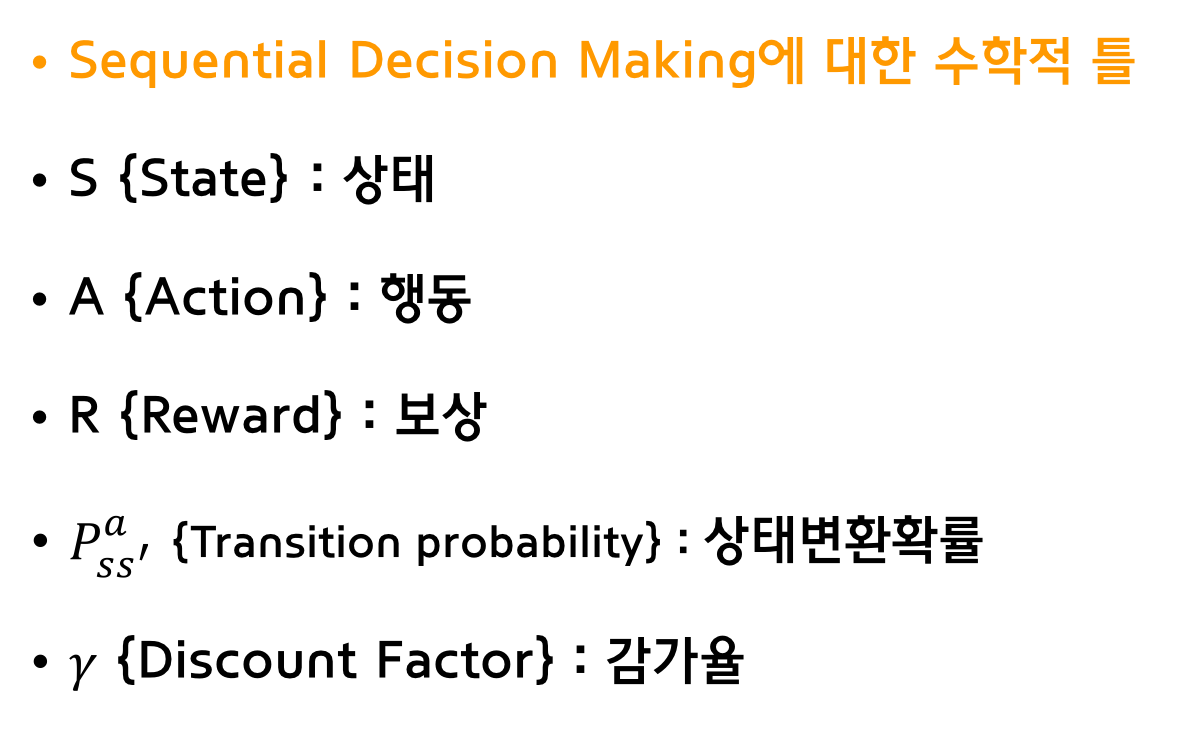 • Sequential Decision Making에 대한 수학적 틀
• S {State} : 상태
• A {Action} : 행동
• R {Reward} : 보상
• $P_{ss'}^{a}$ {Transition probability} : 상태변환확률
• γ {Discount Factor} : 감가율